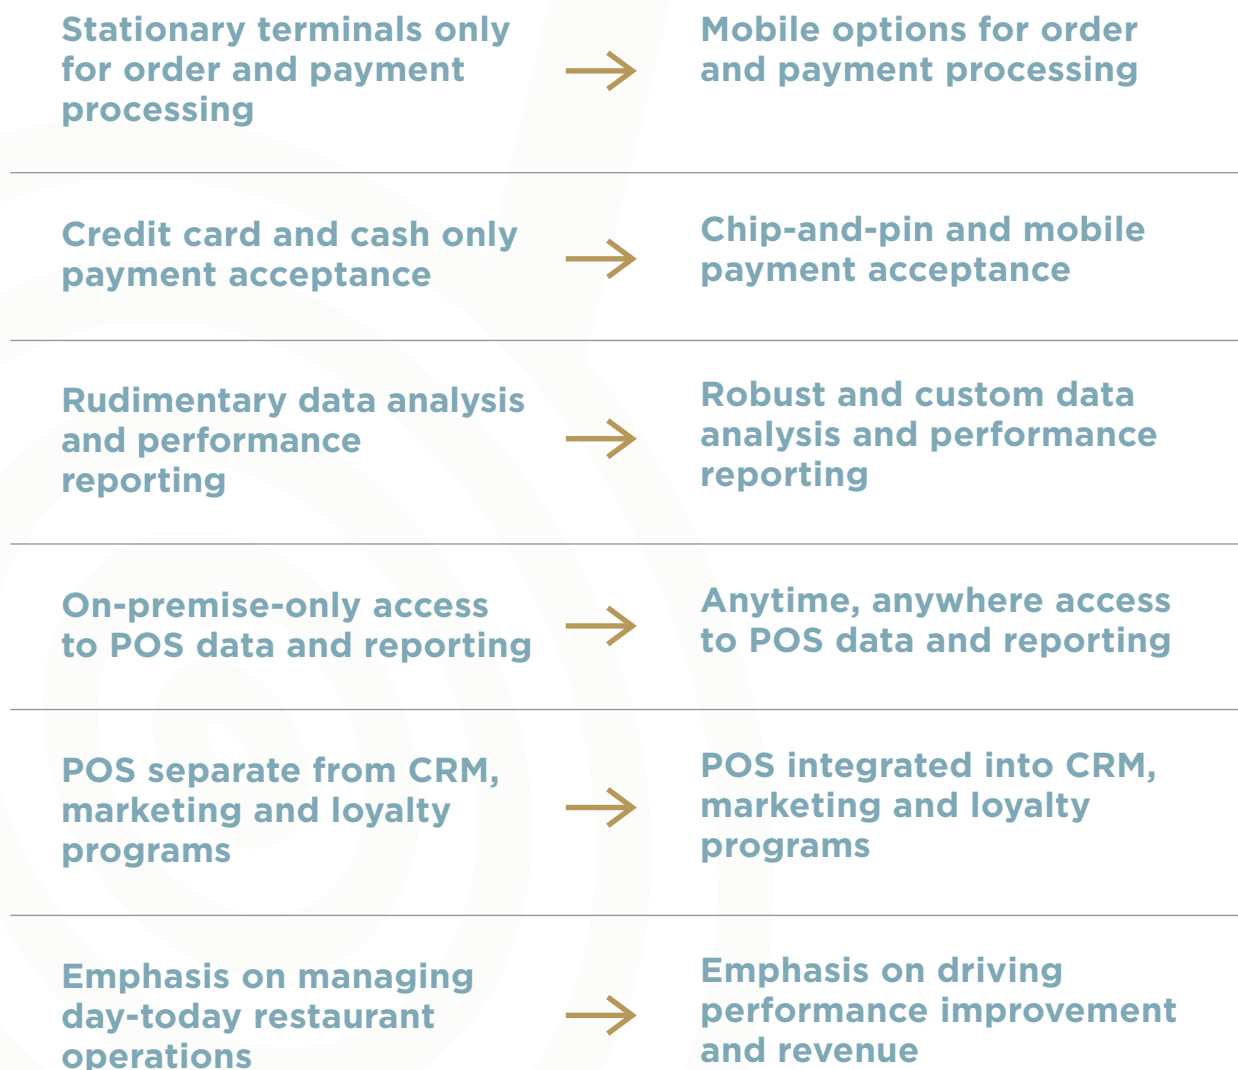 Stationary terminals only
for order and payment
processing
Mobile options for order
and payment processing
Credit card and cash only
payment acceptance
Chip-and-pin and mobile
payment acceptance
Rudimentary data analysis
and performance
reporting
Robust and custom data
analysis and performance
reporting
On-premise-only access
to POS data and reporting
Anytime, anywhere access
to POS data and reporting
POS separate from CRM,
marketing and loyalty
programs
POS integrated into CRM,
marketing and loyalty
programs
Emphasis on managing
day-today restaurant
operations
Emphasis on driving
performance improvement
and revenue